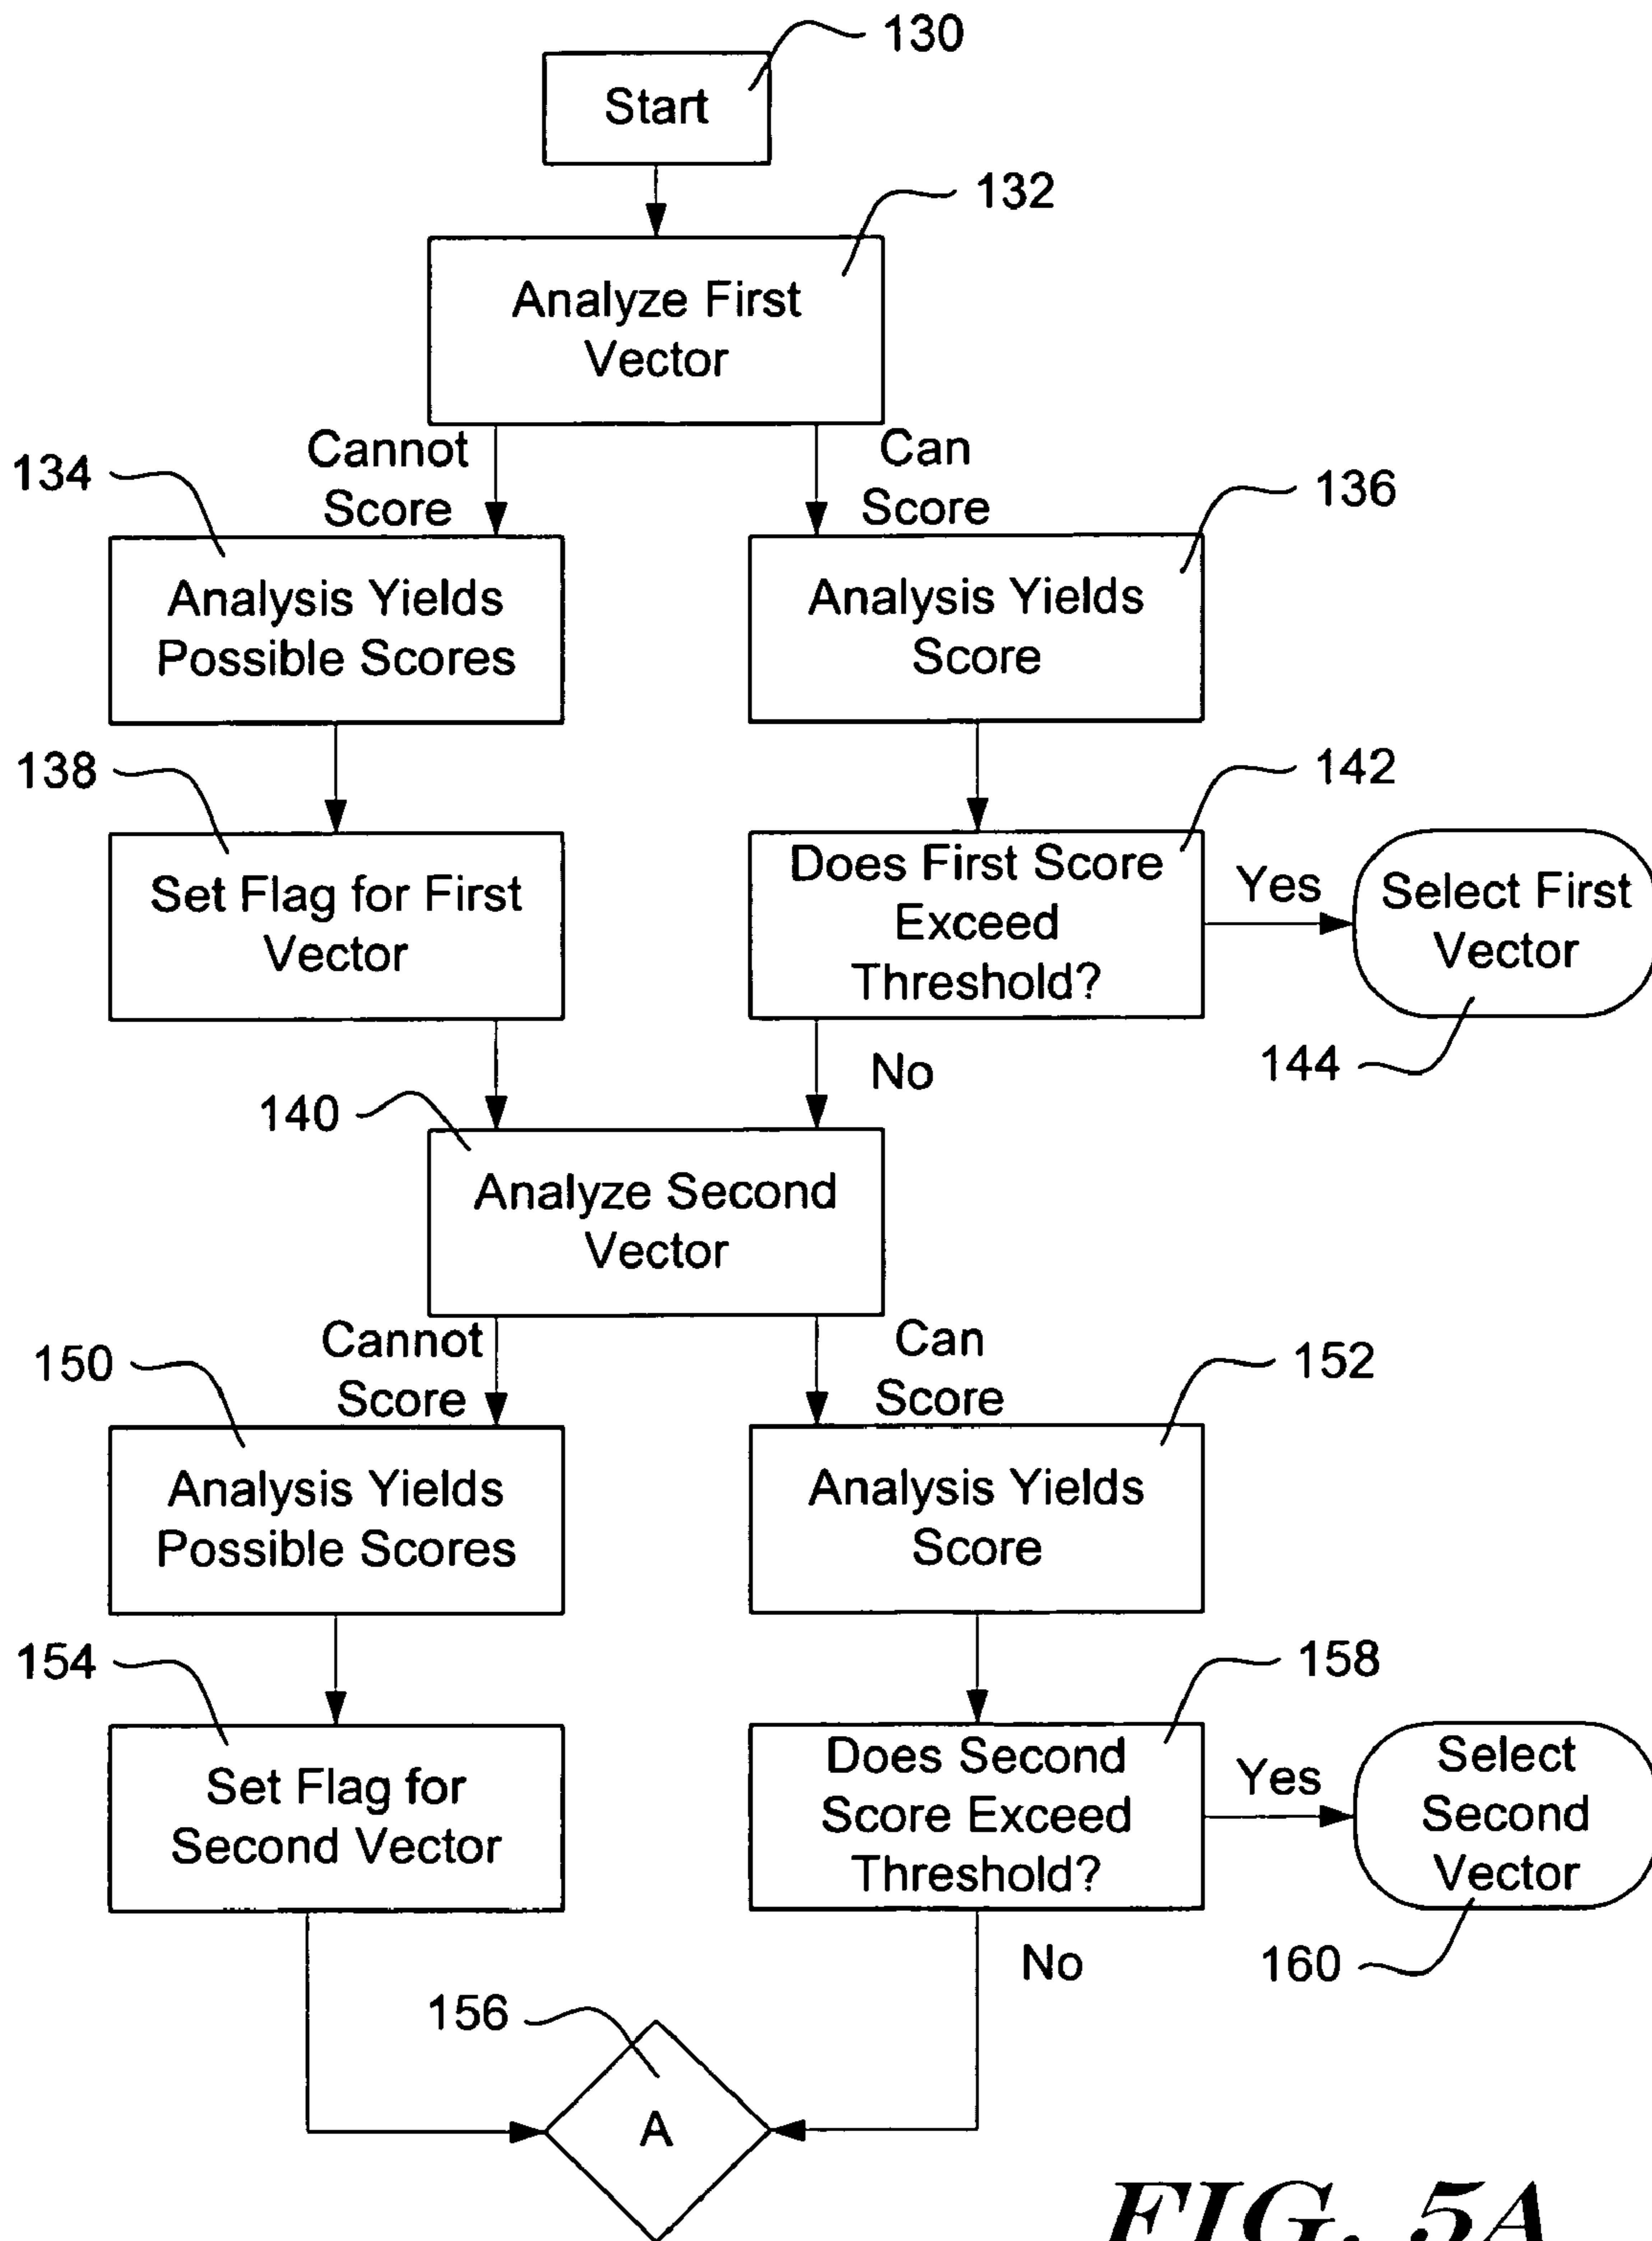 130
Start
132
Analyze First
Vector
Cannot
Score
Can
Score
134
136
Analysis Yields
Possible Scores
Analysis Yields
Score
138
142
Set Flag for First
Vector
Does First Score
Exceed
Threshold?
Yes
Select First
Vector
144
No
140
Analyze Second
Vector
Cannot
Score
Can
Score
150
152
Analysis Yields
Possible Scores
Analysis Yields
Score
154
158
Set Flag for
Second Vector
Does Second
Score Exceed
Threshold?
Yes
Select
Second
Vector
160
No
156
A
FIG. 5A